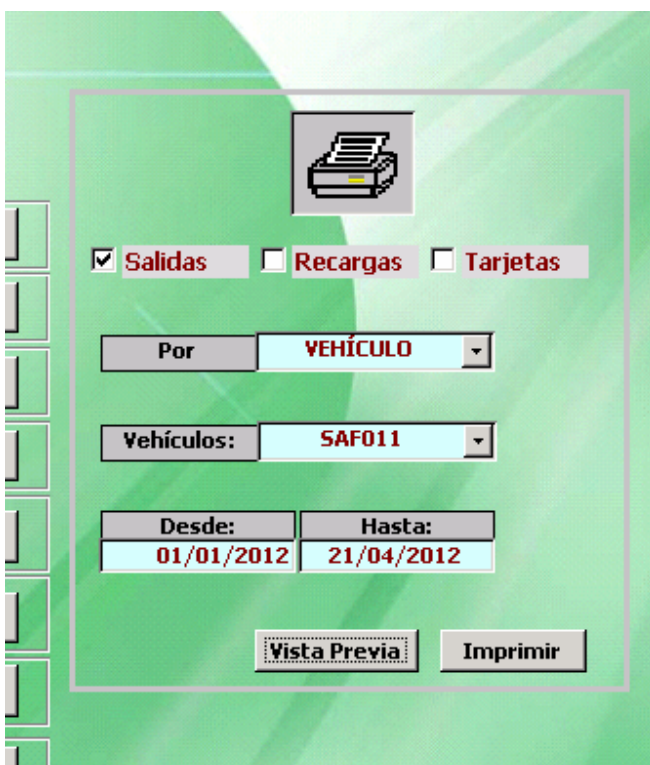 Salidas Recargas Tarjetas
Por VEHÍCULO
Vehículos: SAF011
Desde: Hasta:
01/01/2012 21/04/2012
Vista Previa Imprimir